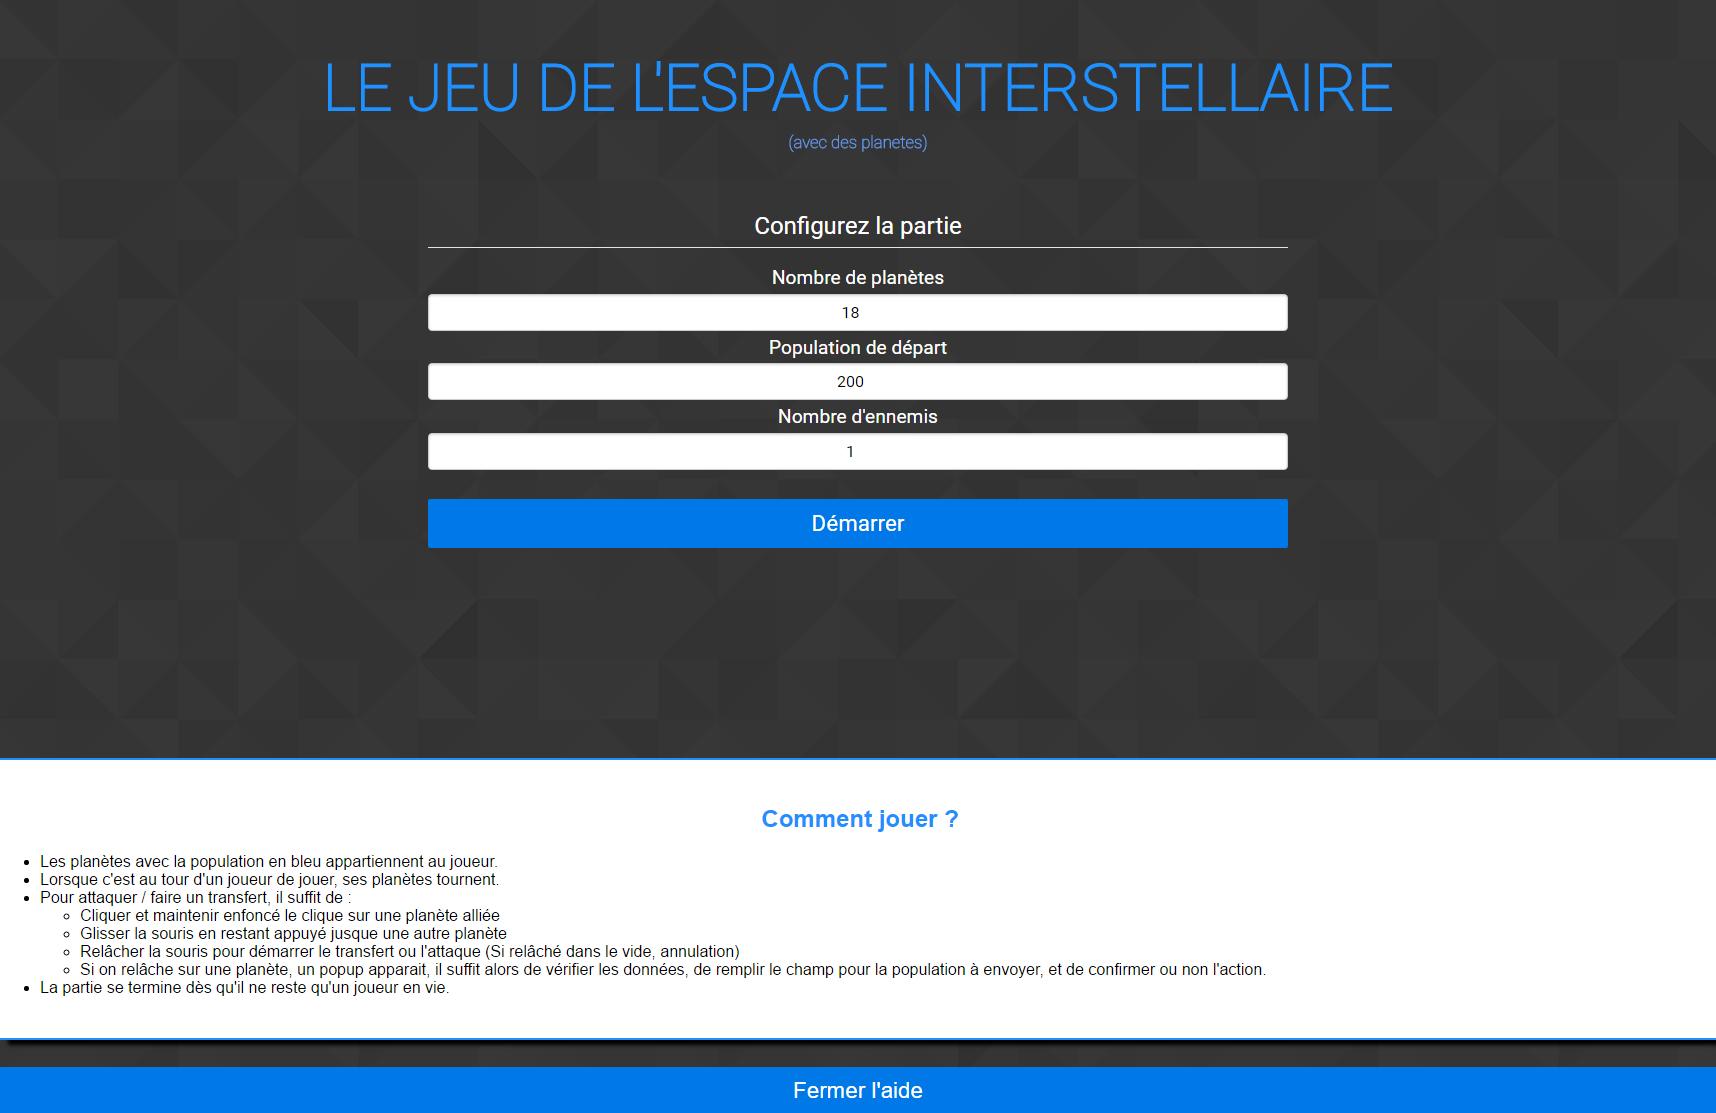 LE JEU DE L'ESPACE INTERSTELLAIRE
(avec des planetes)
Configurez la partie
Nombre de planètes
18
Population de départ
200
Nombre d'ennemis
1
Démarrer
Comment jouer ?
Les planètes avec la population en bleu appartiennent au joueur.
Lorsque c'est au tour d'un joueur de jouer, ses planètes tournent.
Pour attaquer / faire un transfert, il suffit de :
Cliquer et maintenir enfoncé le clique sur une planète alliée
Glisser la souris en restant appuyé jusque une autre planète
Relâcher la souris pour démarrer le transfert ou l'attaque (Si relâché dans le vide, annulation)
Si on relâche sur une planète, un popup apparait, il suffit alors de vérifier les données, de remplir le champ pour la population à envoyer, et de confirmer ou non l'action.
La partie se termine dès qu'il ne reste qu'un joueur en vie.
Fermer l'aide